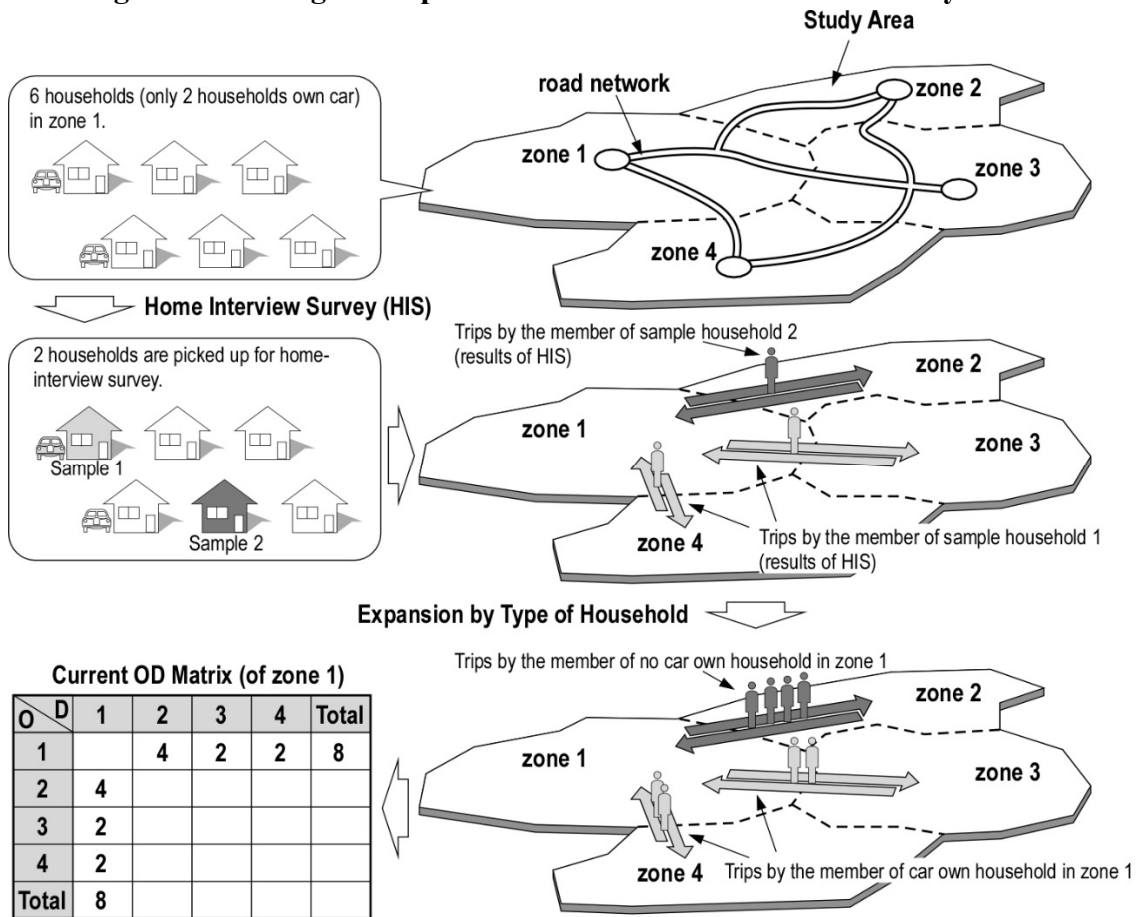 Study Area
6 households (only 2 households own car)
in zone 1.
road network
zone 2
zone 1
zone 3
zone 4
Home Interview Survey (HIS)
2 households are picked up for home-
interview survey.
Sample 1
Sample 2
Trips by the member of sample household 2
(results of HIS)
zone 2
zone 1
zone 3
zone 4
Trips by the member of sample household 1
(results of HIS)
Expansion by Type of Household
Current OD Matrix (of zone 1)
O D 1 2 3 4 Total
1 4 2 2 8
2 4
3 2
4 2
Total 8
Trips by the member of no car own household in zone 1
zone 2
zone 1
zone 3
zone 4
Trips by the member of car own household in zone 1